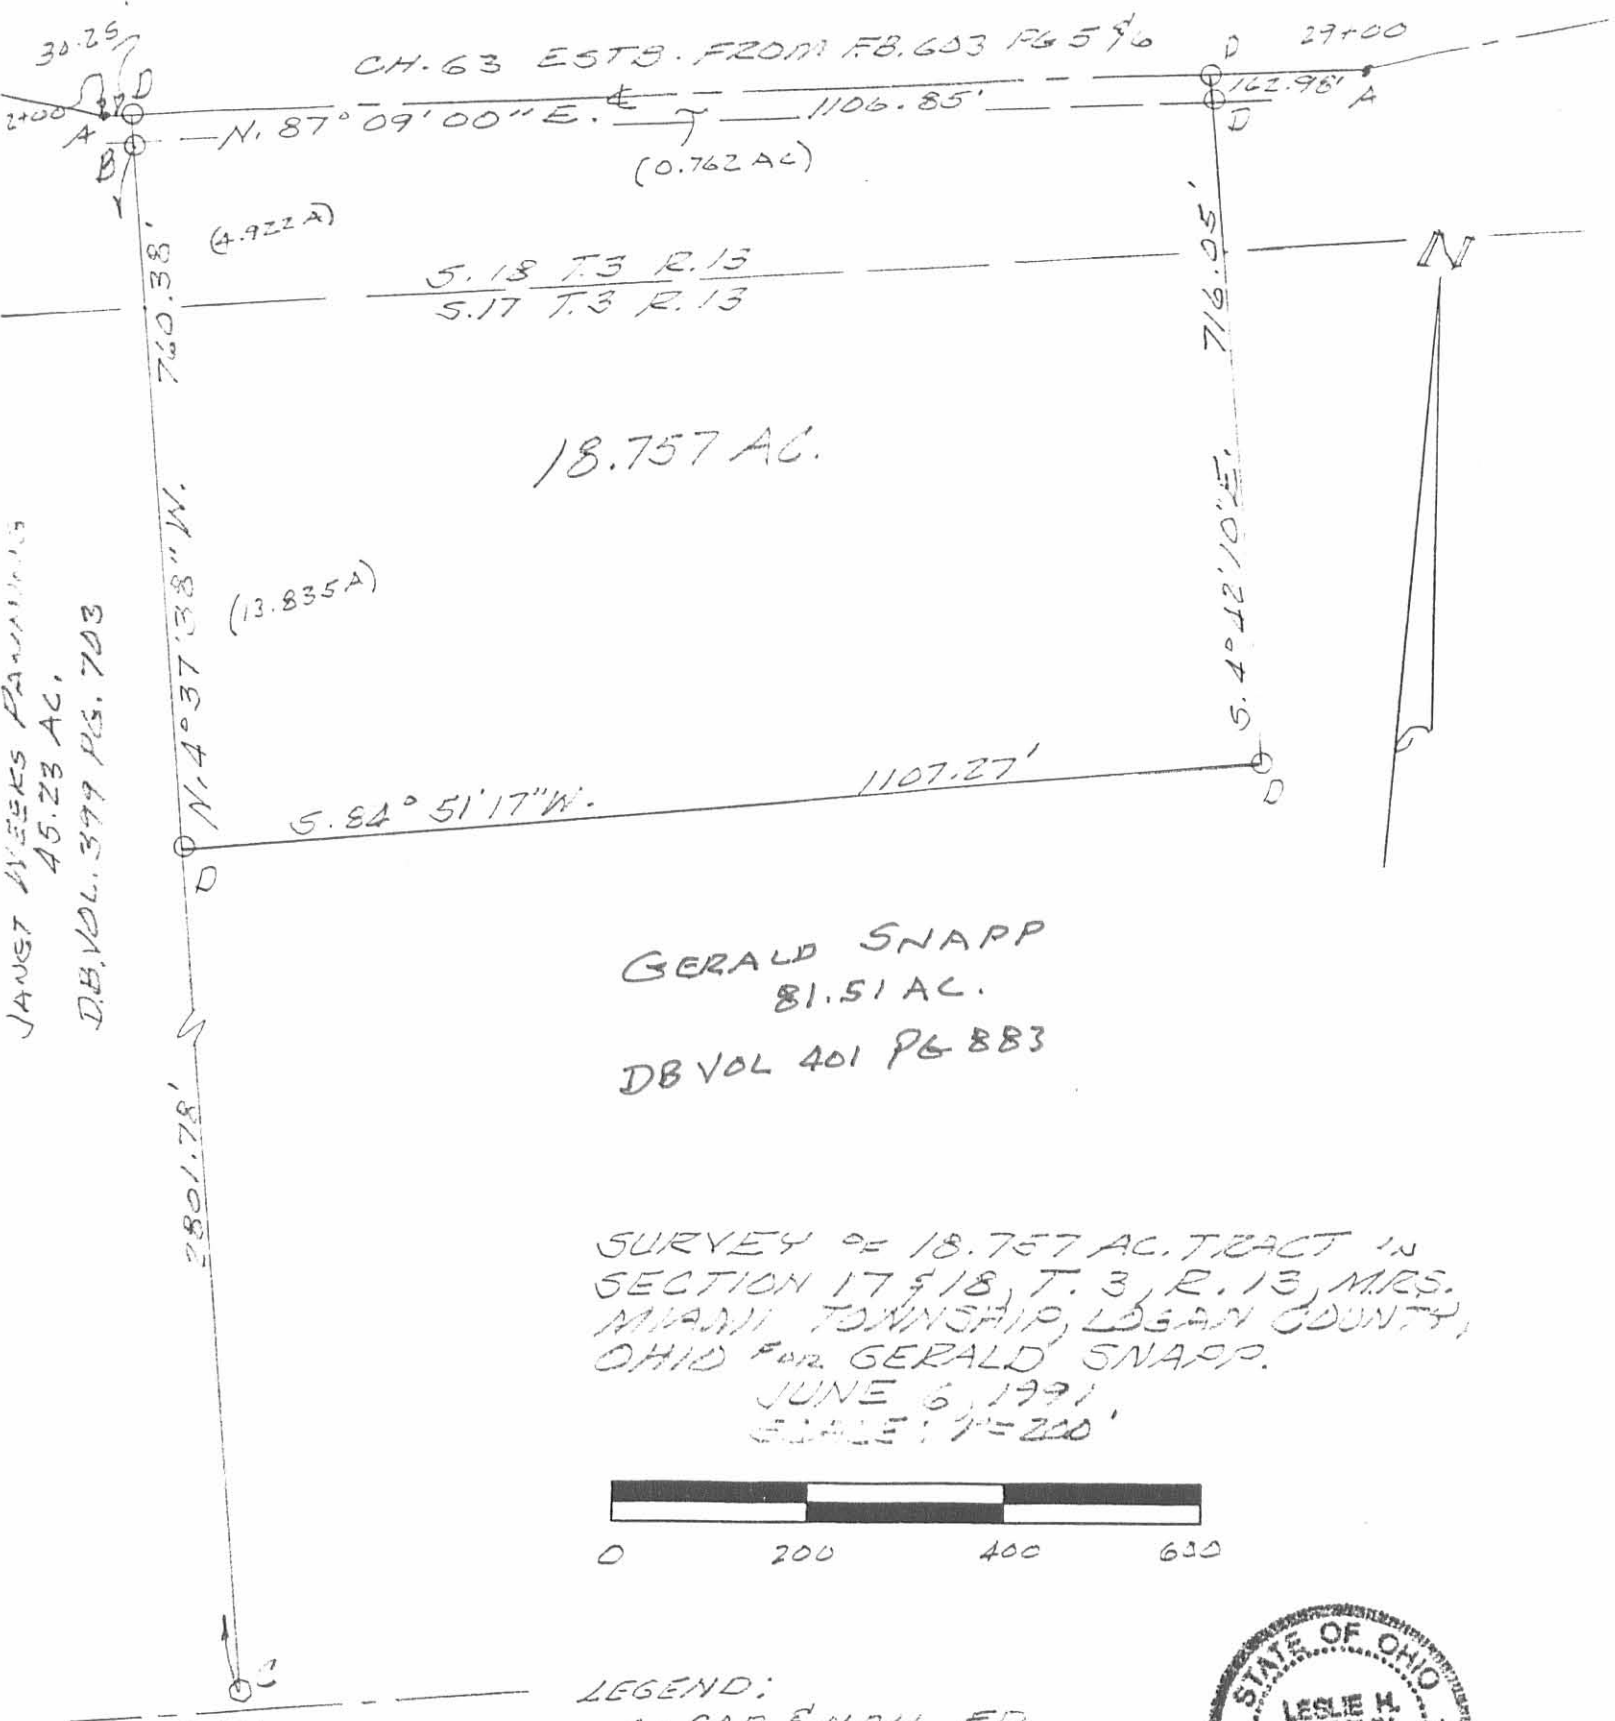 30.25'
CH. 63 ESTB. FROM F.B. 603 PG 5 & 6
D
29+00
D
2+00
A
162.98'
A
N. 87° 09' 00" E. 1106.85'
D
B
(0.762 AC)
(4.922 A)
760.38'
716.05'
N
S. 18 T.3 R.13
S.17 T.3 R.13
18.757 AC.
N. 4° 37' 38" W.
S. 4° 42' 10" E.
(13.835 A)
JANET WEEKS
45.23 AC.
D.B. VOL. 399 PG. 703
1107.27'
S. 84° 51' 17" W.
D
D
GERALD SNAPP
81.51 AC.
DB VOL 401 PG 883
2801.78'
SURVEY OF 18.757 AC. TRACT IN
SECTION 17 & 18, T. 3, R. 13, M.R.S.
MIAMI TOWNSHIP, LOGAN COUNTY,
OHIO FOR GERALD SNAPP.
JUNE 6, 1991
SCALE: 1" = 200'
0 200 400 600
C
LEGEND:
STATE OF OHIO
LESLIE H.